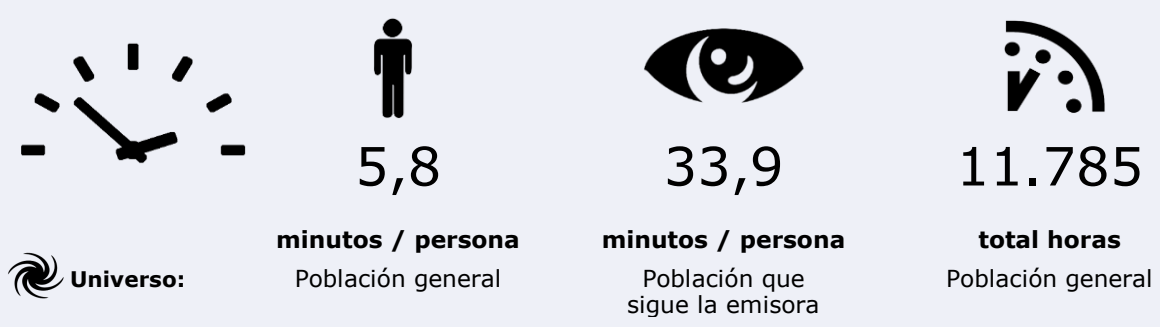 5,8
33,9
11.785
minutos / persona
minutos / persona
total horas
Universo:
Población general
Población que
sigue la emisora
Población general